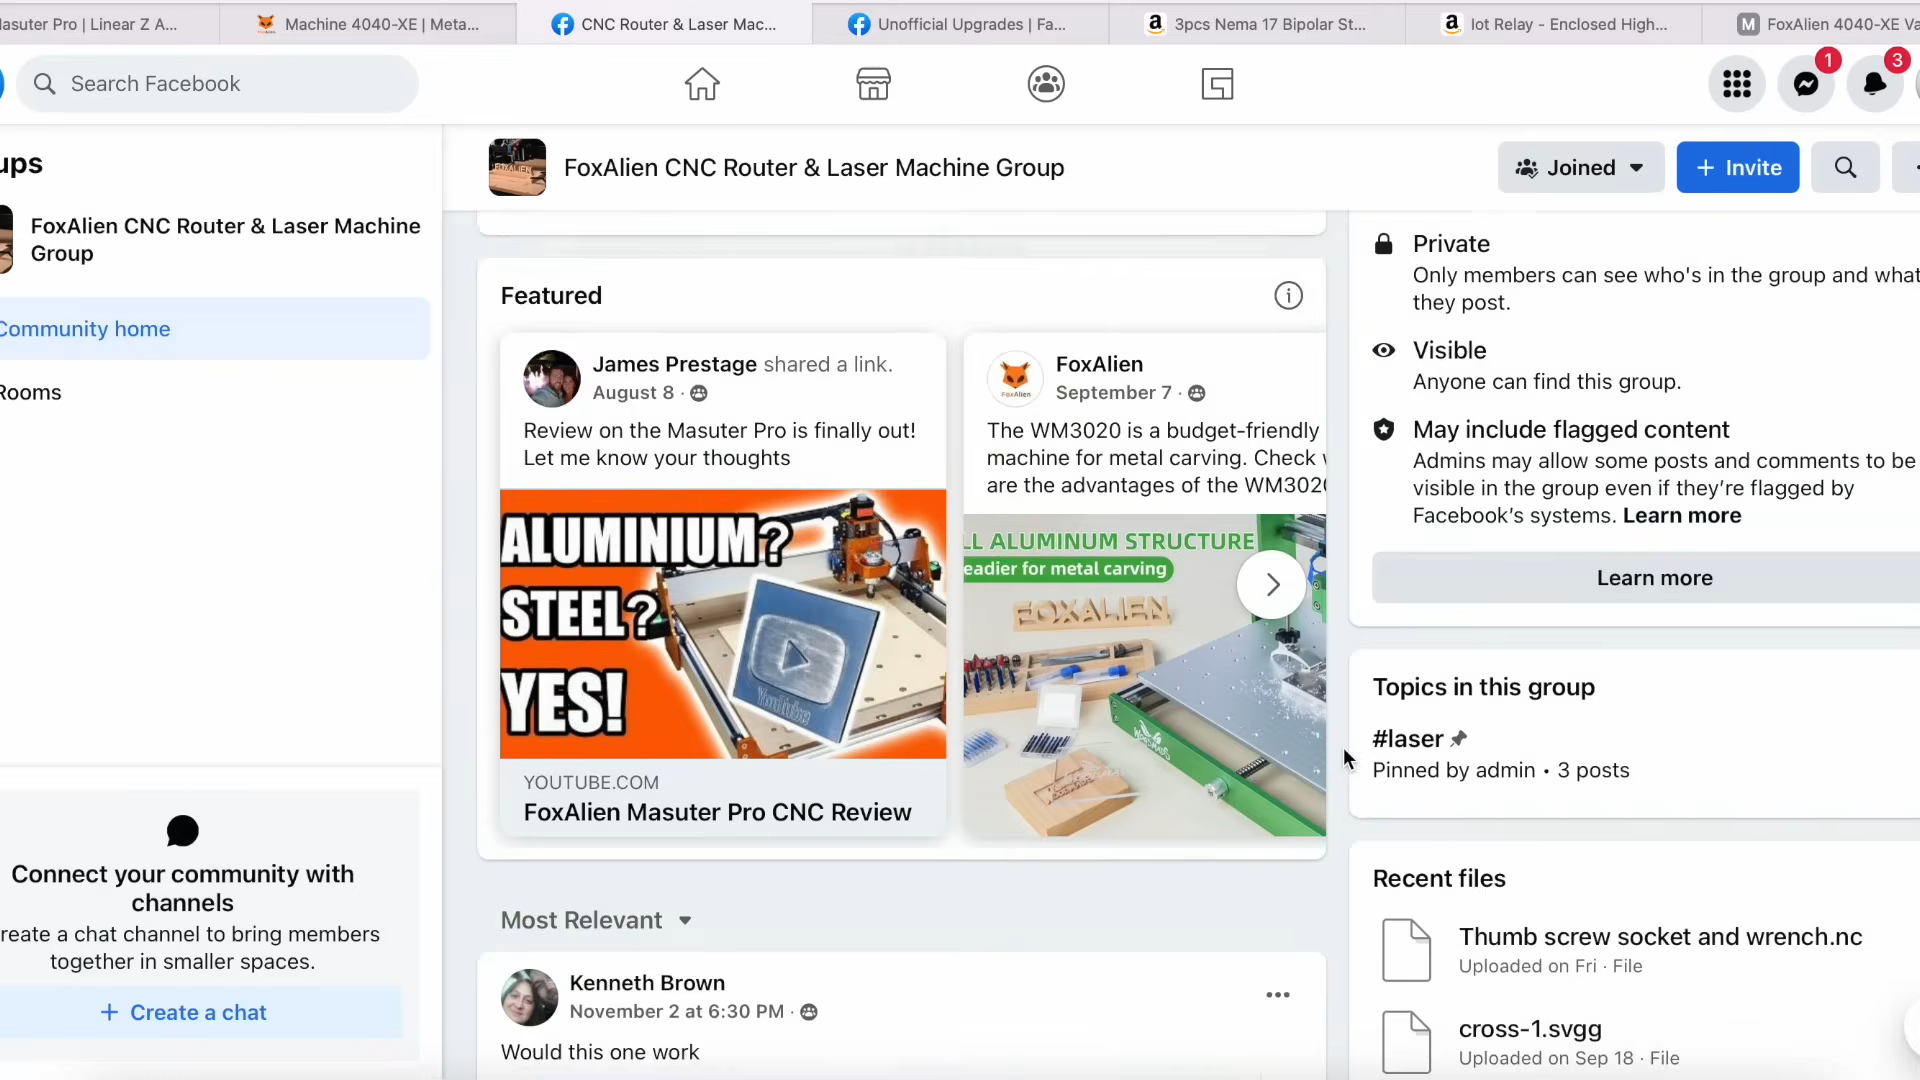 asuter Pro | Linear Z A...
Machine 4040-XE | Meta...
CNC Router & Laser Mac...
Unofficial Upgrades | Fa...
3pcs Nema 17 Bipolar St...
Iot Relay - Enclosed High...
M
FoxAlien 4040-XE Va
Search Facebook
1
3
ups
FoxAlien CNC Router & Laser Machine Group
Joined
+ Invite
FoxAlien CNC Router & Laser Machine
Group
Community home
Rooms
Connect your community with
channels
reate a chat channel to bring members
together in smaller spaces.
+ Create a chat
Featured
James Prestage shared a link.
August 8 ·
Review on the Masuter Pro is finally out!
Let me know your thoughts
ALUMINIUM?
STEEL?
YES!
YouTube
YOUTUBE.COM
FoxAlien Masuter Pro CNC Review
FoxAlien
FoxAlien
September 7 ·
The WM3020 is a budget-friendly
machine for metal carving. Check
are the advantages of the WM302
LL ALUMINUM STRUCTURE
eadier for metal carving
FOXALIEN
Most Relevant
Kenneth Brown
November 2 at 6:30 PM ·
Would this one work
Private
Only members can see who's in the group and what
they post.
Visible
Anyone can find this group.
May include flagged content
Admins may allow some posts and comments to be
visible in the group even if they're flagged by
Facebook's systems. Learn more
Learn more
Topics in this group
#laser
Pinned by admin • 3 posts
Recent files
Thumb screw socket and wrench.nc
Uploaded on Fri · File
cross-1.svgg
Uploaded on Sep 18 · File